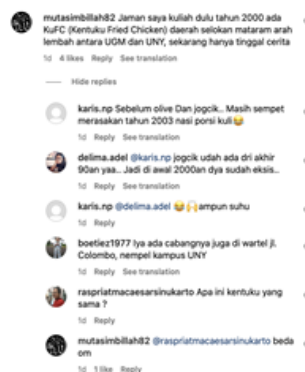 mutasimbillah82 Jaman saya kuliah dulu tahun 2000 ada
KuFC (Kentuku Fried Chicken) daerah selokan mataram arah
lembah antara UGM dan UNY, sekarang hanya tinggal cerita
1d 4 likes Reply See translation
Hide replies
karis.np Sebelum olive Dan jogcik.. Masih sempet
merasakan tahun 2003 nasi porsi kuli😂
1d Reply See translation
delima.adel @karis.np jogcik udah ada dri akhir
90an yaa.. Jadi di awal 2000an dya sudah eksis..
1d Reply See translation
karis.np @delima.adel 😂🙌ampun suhu
1d Reply
boetiez1977 Iya ada cabangnya juga di wartel jl.
Colombo, nempel kampus UNY
1d Reply See translation
raspriatmacaesarsinukarto Apa ini kentuku yang
sama ?
1d Reply
mutasimbillah82 @raspriatmacaesarsinukarto beda
om
1d 1 like Reply